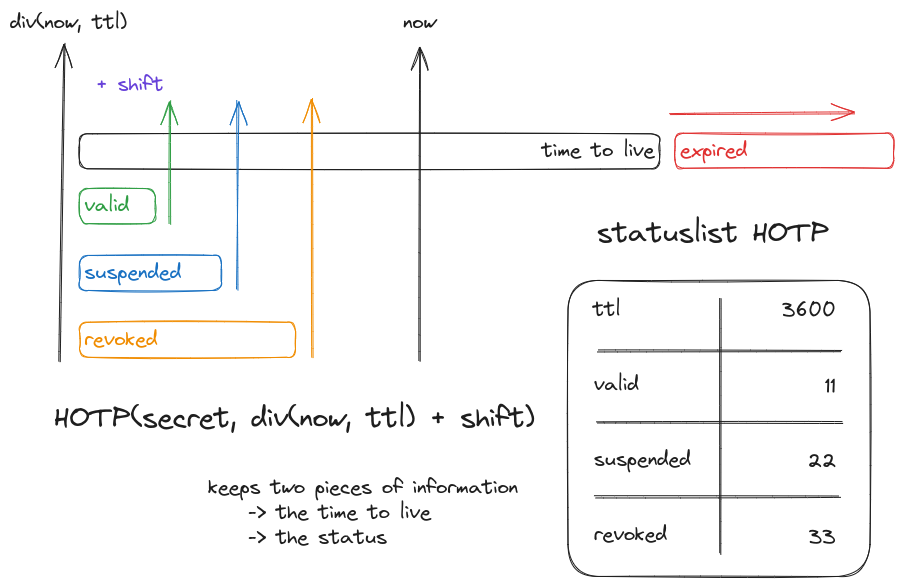 div(now, ttl)
now
+ shift
time to live
expired
valid
suspended
revoked
statuslist HOTP
ttl 3600
valid 11
suspended 22
revoked 33
HOTP(secret, div(now, ttl) + shift)
keeps two pieces of information
-> the time to live
-> the status